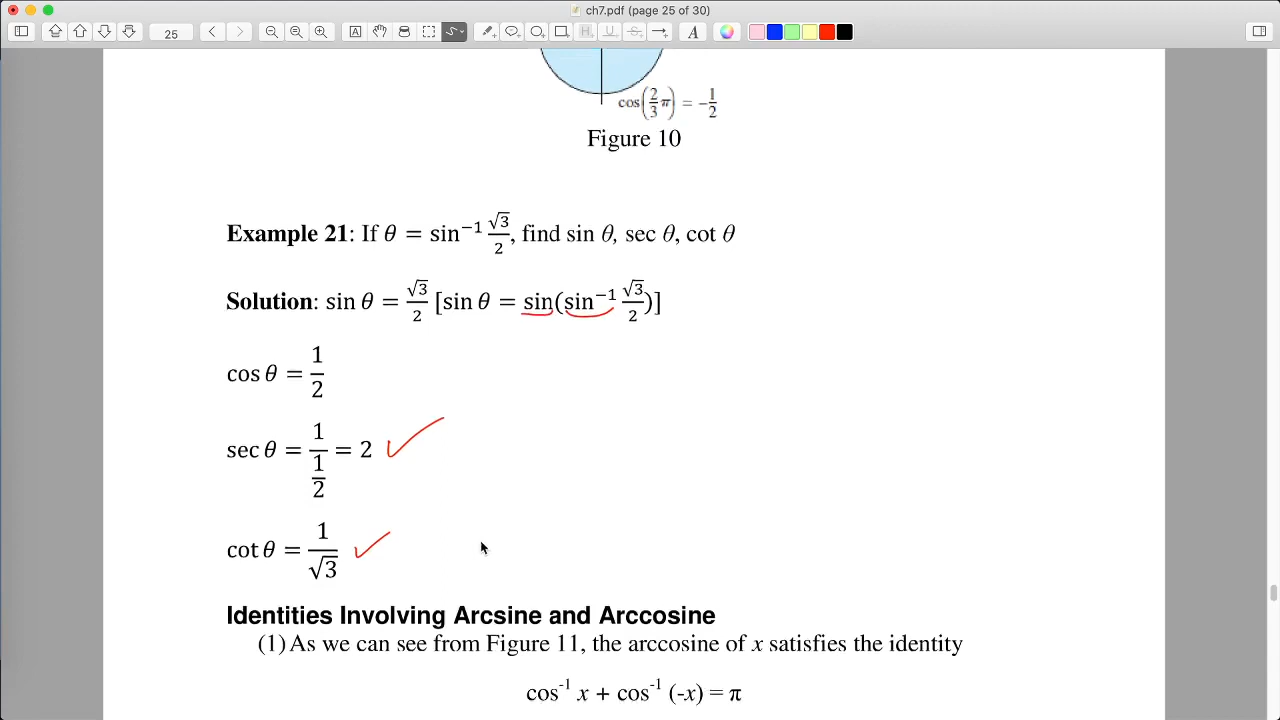 ch7.pdf (page 25 of 30)
25
cos(2/3 π) = -1/2
Figure 10
Example 21: If θ = sin⁻¹ √3/2, find sin θ, sec θ, cot θ
Solution: sin θ = √3/2 [sin θ = sin(sin⁻¹ √3/2)]
cos θ = 1/2
sec θ = 1/(1/2) = 2
cot θ = 1/√3
Identities Involving Arcsine and Arccosine
(1) As we can see from Figure 11, the arccosine of x satisfies the identity
cos⁻¹ x + cos⁻¹ (-x) = π